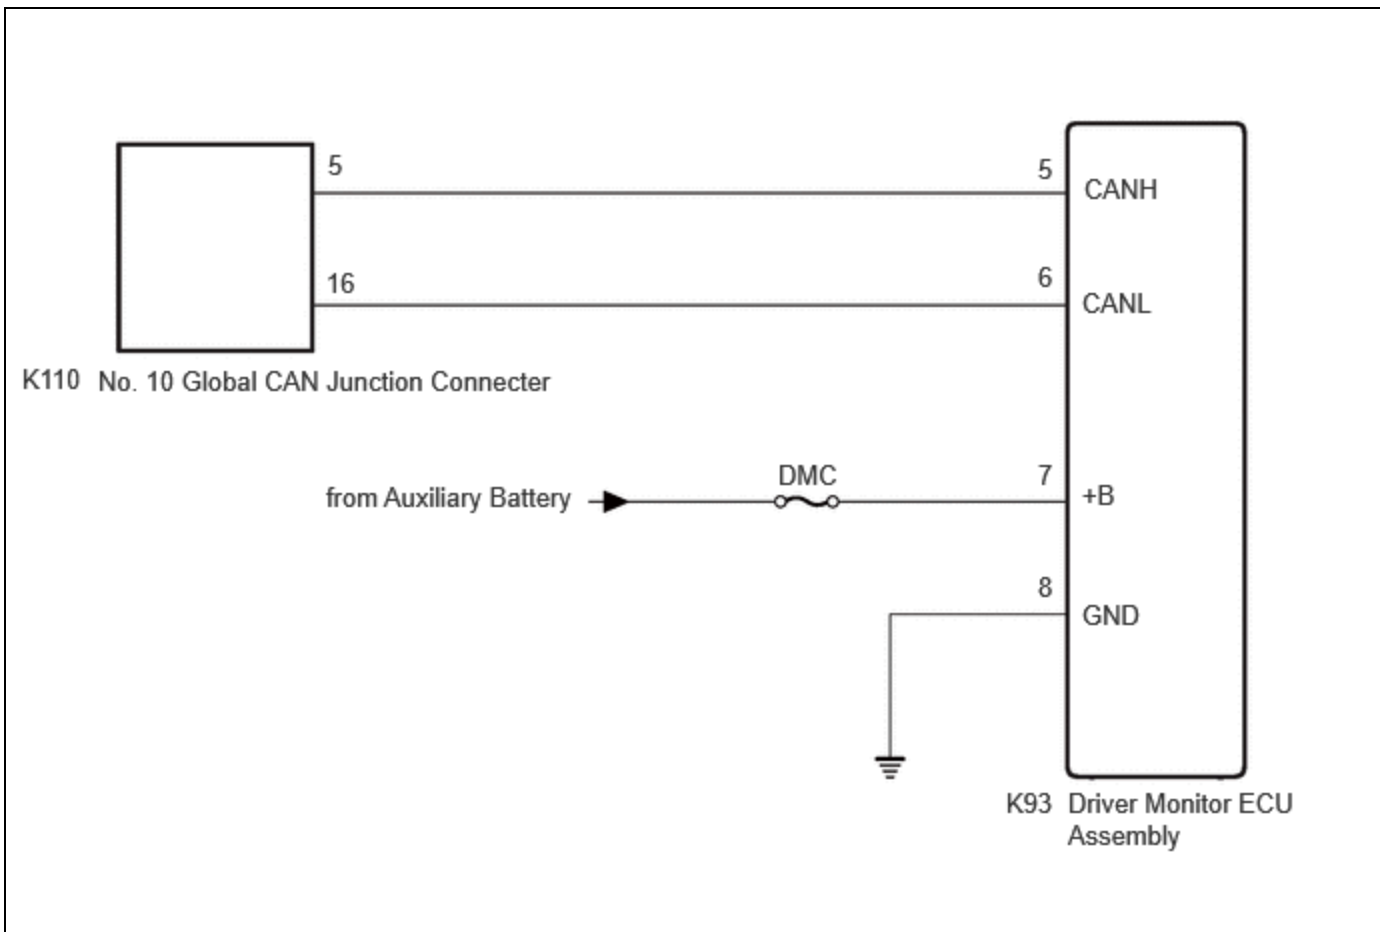 5
5
CANH
16
6
CANL
K110 No. 10 Global CAN Junction Connecter
DMC
7
from Auxiliary Battery
+B
8
GND
K93 Driver Monitor ECU
Assembly